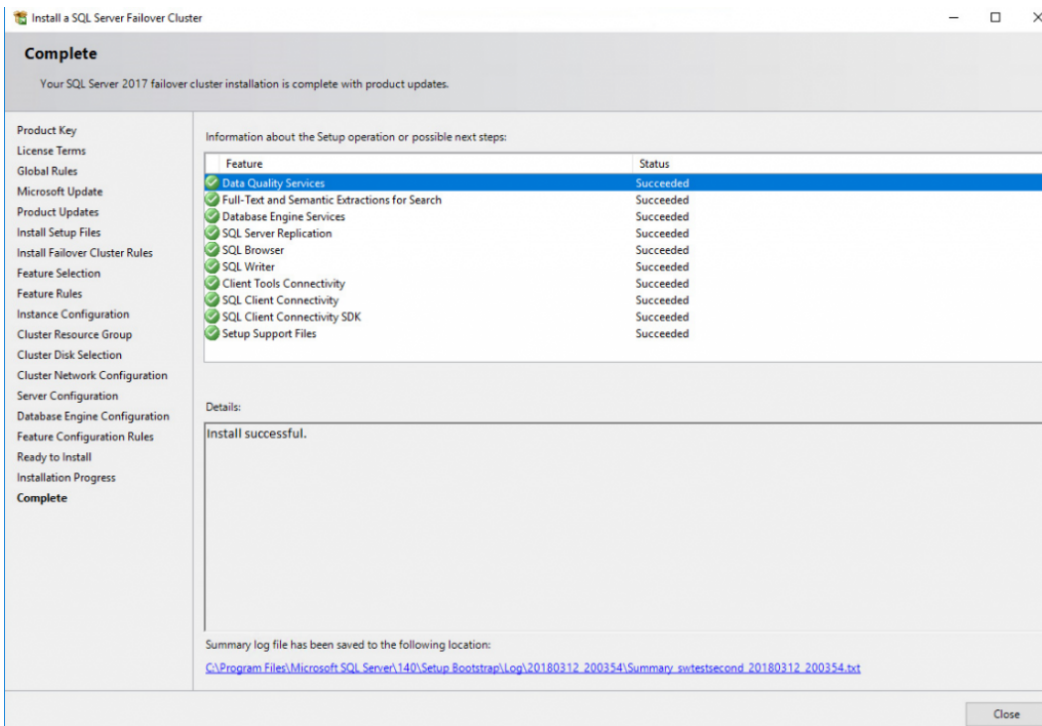 Install a SQL Server Failover Cluster
Complete
Your SQL Server 2017 failover cluster installation is complete with product updates.
Product Key
License Terms
Global Rules
Microsoft Update
Product Updates
Install Setup Files
Install Failover Cluster Rules
Feature Selection
Feature Rules
Instance Configuration
Cluster Resource Group
Cluster Disk Selection
Cluster Network Configuration
Server Configuration
Database Engine Configuration
Feature Configuration Rules
Ready to Install
Installation Progress
Complete
Information about the Setup operation or possible next steps:
Feature Status
Data Quality Services Succeeded
Full-Text and Semantic Extractions for Search Succeeded
Database Engine Services Succeeded
SQL Server Replication Succeeded
SQL Browser Succeeded
SQL Writer Succeeded
Client Tools Connectivity Succeeded
SQL Client Connectivity Succeeded
SQL Client Connectivity SDK Succeeded
Setup Support Files Succeeded
Details:
Install successful.
Summary log file has been saved to the following location:
C:\Program Files\Microsoft SQL Server\140\Setup Bootstrap\Log\20180312_200354\Summary_swtestsecond_20180312_200354.txt
Close